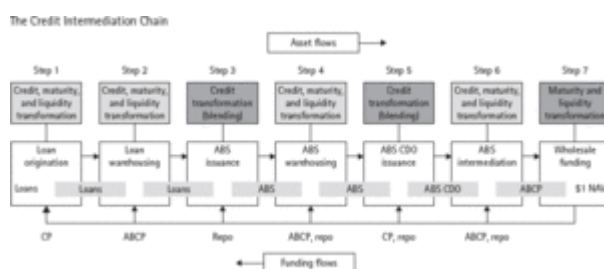 The Credit Intermediation Chain
Asset flows
Step 1 Step 2 Step 3 Step 4 Step 5 Step 6 Step 7
Credit, maturity, and liquidity transformation
Credit, maturity, and liquidity transformation
Credit transformation (blending)
Credit, maturity, and liquidity transformation
Credit transformation (blending)
Credit, maturity, and liquidity transformation
Maturity and liquidity transformation
Loan origination
Loan warehousing
ABS issuance
ABS warehousing
ABS CDO issuance
ABS intermediation
Wholesale funding
Loans Loans Loans ABS ABS ABS CDO ABCP $1 NAV
CP ABCP Repo ABCP, repo CP, repo ABCP, repo
Funding flows